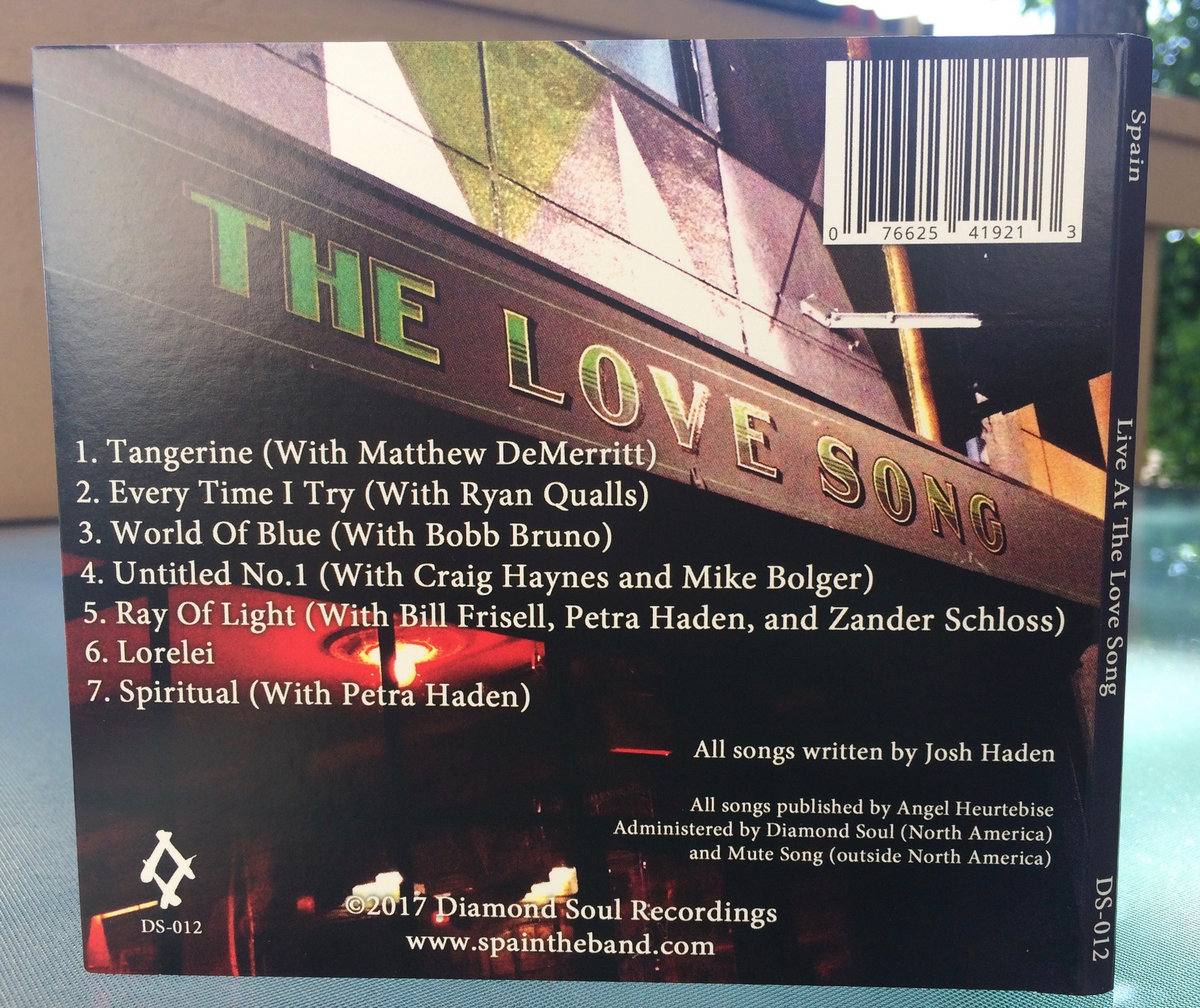 THE LOVE SONG
0 76625 41921 3
1. Tangerine (With Matthew DeMerritt)
2. Every Time I Try (With Ryan Qualls)
3. World Of Blue (With Bobb Bruno)
4. Untitled No.1 (With Craig Haynes and Mike Bolger)
5. Ray Of Light (With Bill Frisell, Petra Haden, and Zander Schloss)
6. Lorelei
7. Spiritual (With Petra Haden)
All songs written by Josh Haden
All songs published by Angel Heurtebise
Administered by Diamond Soul (North America)
and Mute Song (outside North America)
DS-012
©2017 Diamond Soul Recordings
www.spaintheband.com
Spain
Live At The Love Song
DS-012